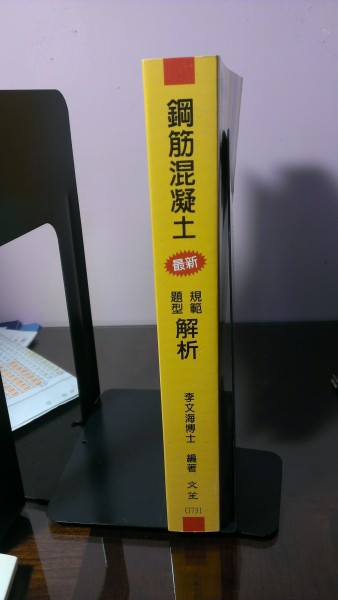 鋼筋混凝土
最新
規範
題型
解析
李文海博士 編著
文笙
(373)